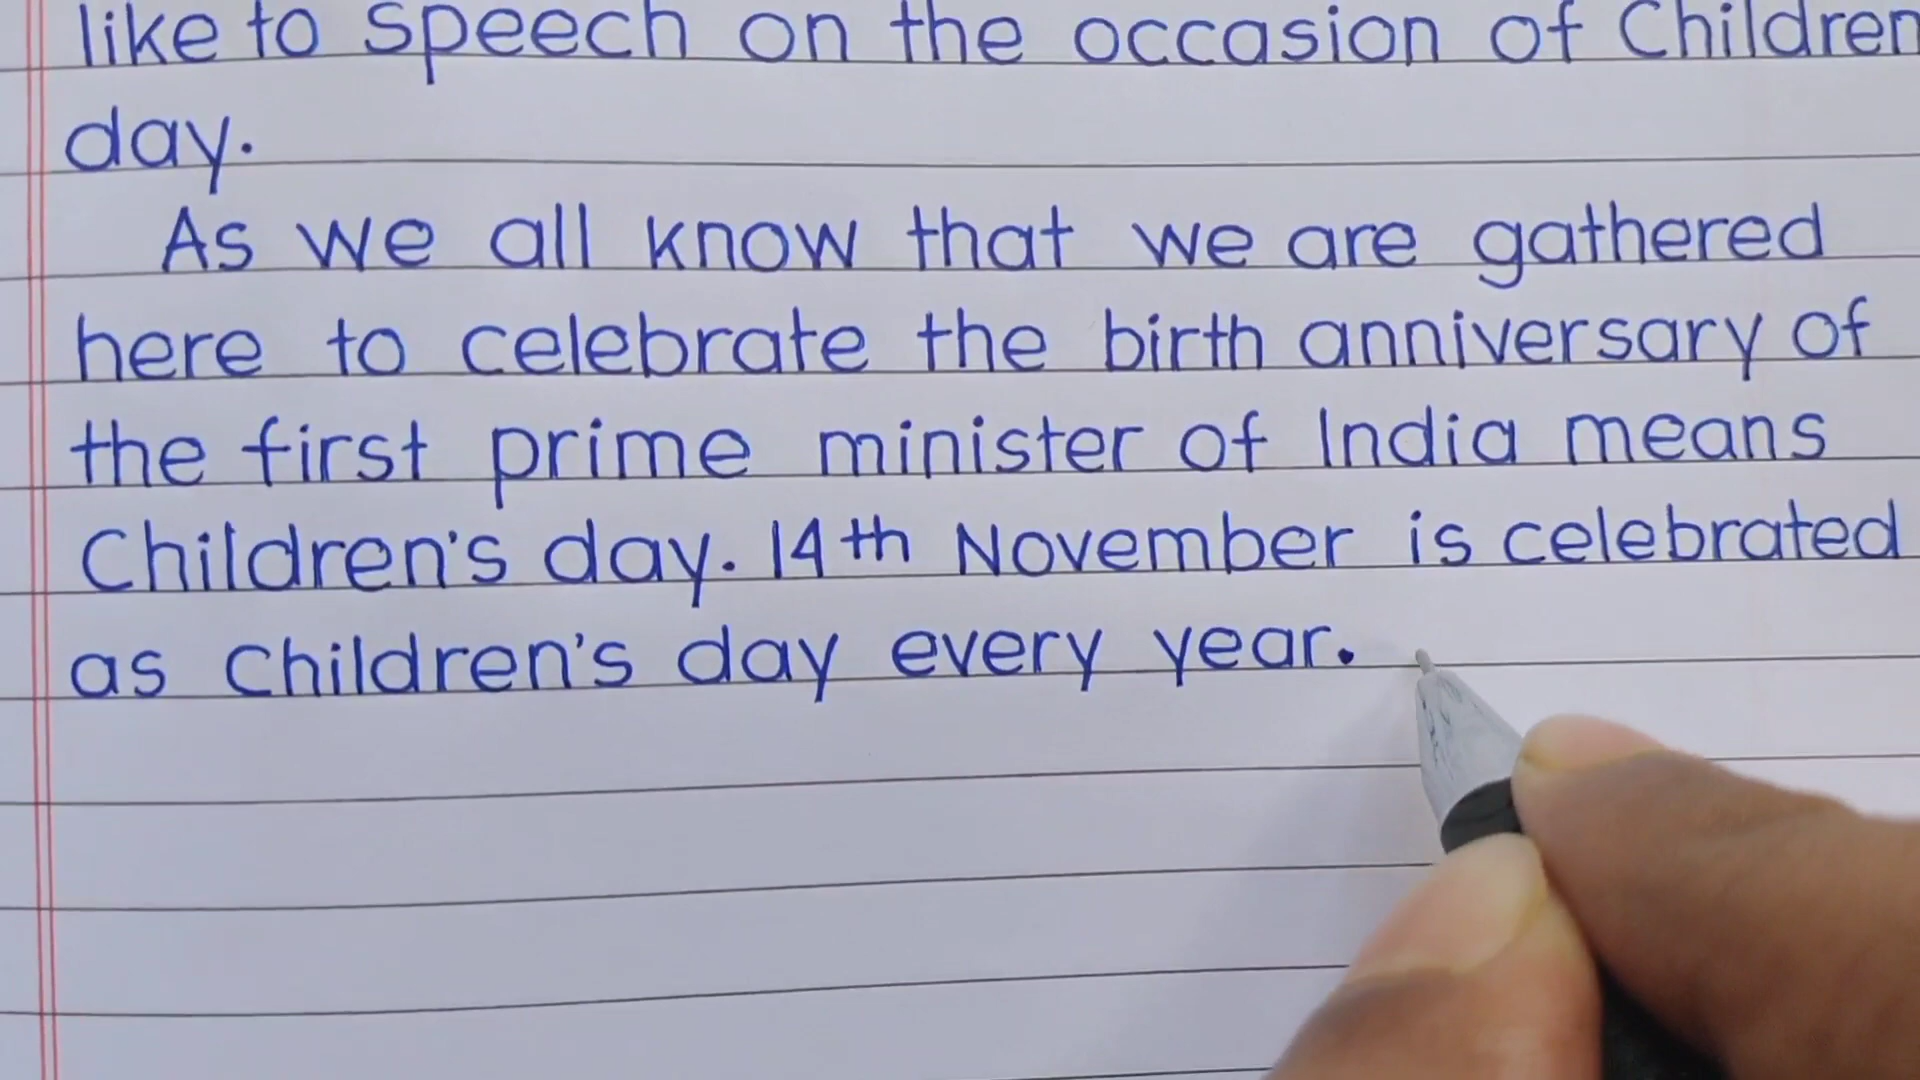 like to speech on the occasion of Children
day.
As we all know that we are gathered
here to celebrate the birth anniversary of
the first prime minister of India means
Children's day. 14th November is celebrated
as children's day every year.